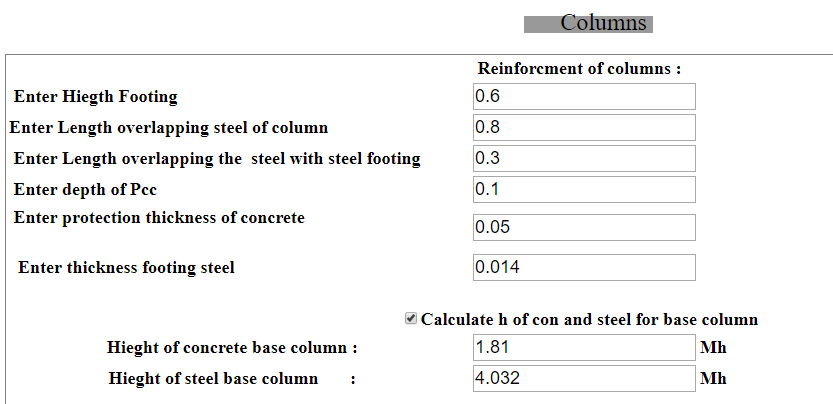 Columns
Reinforcment of columns :
Enter Hiegth Footing 0.6
Enter Length overlapping steel of column 0.8
Enter Length overlapping the steel with steel footing 0.3
Enter depth of Pcc 0.1
Enter protection thickness of concrete 0.05
Enter thickness footing steel 0.014
Calculate h of con and steel for base column
Hieght of concrete base column : 1.81 Mh
Hieght of steel base column : 4.032 Mh